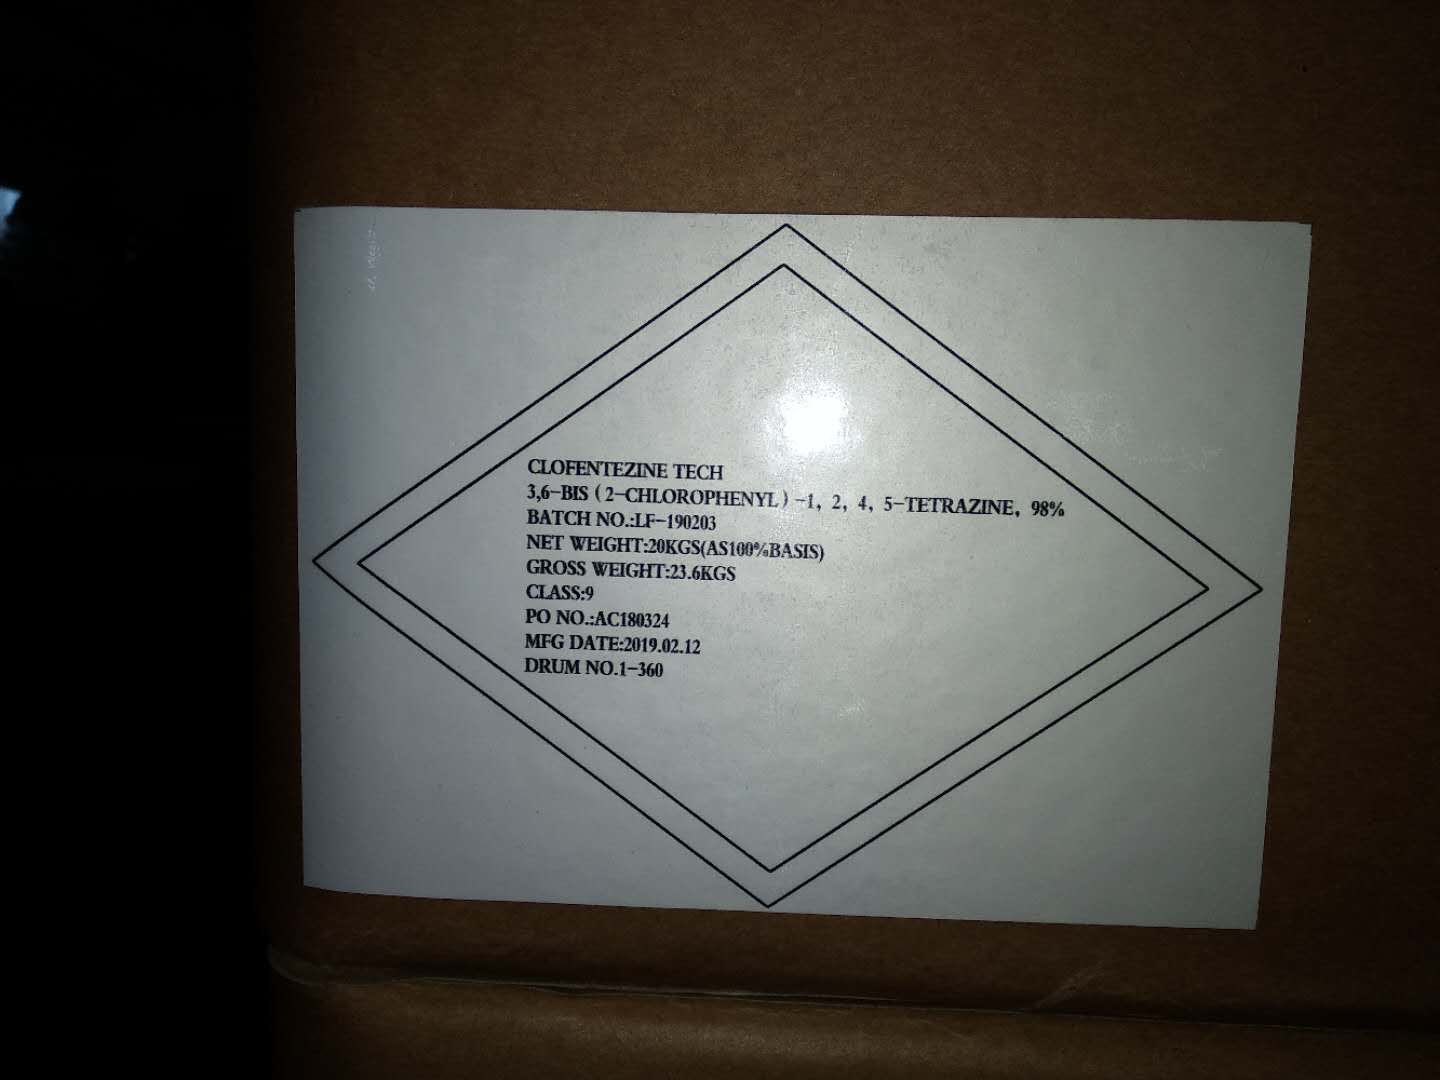 CLOFENTEZINE TECH
3,6-BIS（2-CHLOROPHENYL）-1，2，4，5-TETRAZINE，98%
BATCH NO.:LF-190203
NET WEIGHT:20KGS(AS100%BASIS)
GROSS WEIGHT:23.6KGS
CLASS:9
PO NO.:AC180324
MFG DATE:2019.02.12
DRUM NO.1-360